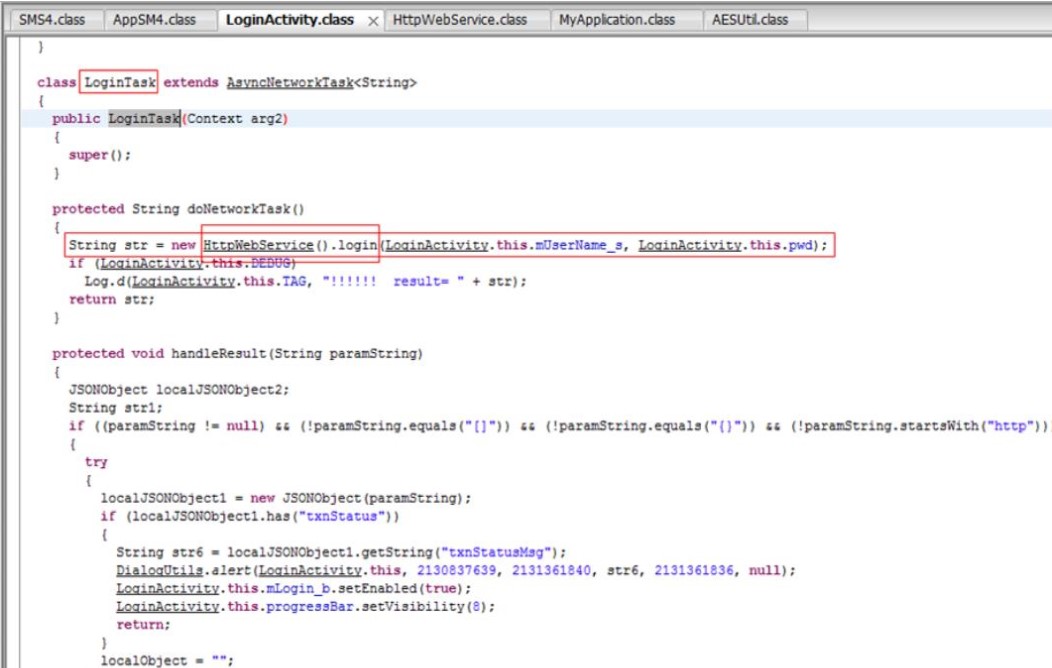 SMS4.class AppSM4.class LoginActivity.class × HttpWebService.class MyApplication.class AESUtil.class
}
class LoginTask extends AsyncNetworkTask<String>
{
public LoginTask(Context arg2)
{
super();
}
protected String doNetworkTask()
{
String str = new HttpWebService().login(LoginActivity.this.mUserName_s, LoginActivity.this.pwd);
if (LoginActivity.this.DEBUG)
Log.d(LoginActivity.this.TAG, "!!!!!!  result= " + str);
return str;
}
protected void handleResult(String paramString)
{
JSONObject localJSONObject2;
String str1;
if ((paramString != null) && (!paramString.equals("[]")) && (!paramString.equals("{}")) && (!paramString.startsWith("http"))
{
try
{
localJSONObject1 = new JSONObject(paramString);
if (localJSONObject1.has("txnStatus"))
{
String str6 = localJSONObject1.getString("txnStatusMsg");
DialogUtils.alert(LoginActivity.this, 2130837639, 2131361840, str6, 2131361836, null);
LoginActivity.this.mLogin_b.setEnabled(true);
LoginActivity.this.progressBar.setVisibility(8);
return;
}
localObject = "";